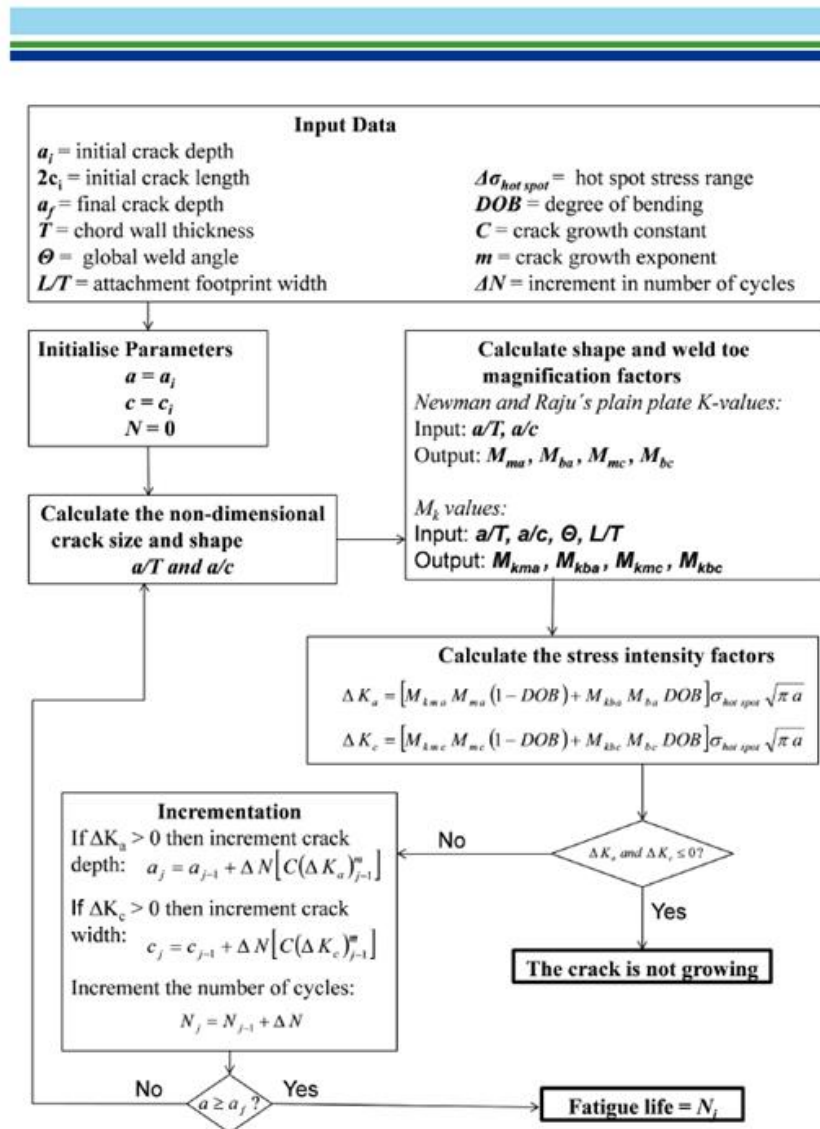 Input Data
a_i = initial crack depth
2c_i = initial crack length
a_f = final crack depth
T = chord wall thickness
Θ = global weld angle
L/T = attachment footprint width
Δσ_hot spot = hot spot stress range
DOB = degree of bending
C = crack growth constant
m = crack growth exponent
ΔN = increment in number of cycles
Initialise Parameters
a = a_i
c = c_i
N = 0
Calculate the non-dimensional
crack size and shape
a/T and a/c
Calculate shape and weld toe
magnification factors
Newman and Raju´s plain plate K-values:
Input: a/T, a/c
Output: M_ma, M_ba, M_mc, M_bc
M_k values:
Input: a/T, a/c, Θ, L/T
Output: M_kma, M_kba, M_kmc, M_kbc
Calculate the stress intensity factors
ΔK_a = [M_kma M_ma (1 − DOB) + M_kba M_ba DOB] σ_hot spot √(π a)
ΔK_c = [M_kmc M_mc (1 − DOB) + M_kbc M_bc DOB] σ_hot spot √(π a)
ΔK_a and ΔK_c ≤ 0?
No
Yes
The crack is not growing
Incrementation
If ΔK_a > 0 then increment crack
depth: a_j = a_{j-1} + ΔN[C(ΔK_a)^m_{j-1}]
If ΔK_c > 0 then increment crack
width: c_j = c_{j-1} + ΔN[C(ΔK_c)^m_{j-1}]
Increment the number of cycles:
N_j = N_{j-1} + ΔN
No
a ≥ a_f ?
Yes
Fatigue life = N_j